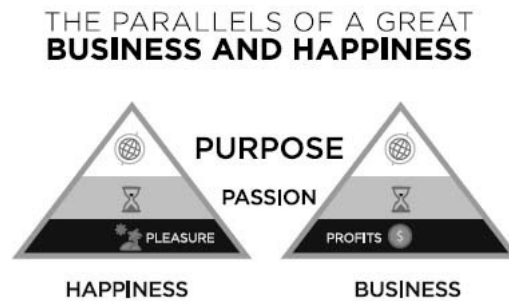 THE PARALLELS OF A GREAT
BUSINESS AND HAPPINESS
PURPOSE
PASSION
PLEASURE
PROFITS $
HAPPINESS
BUSINESS